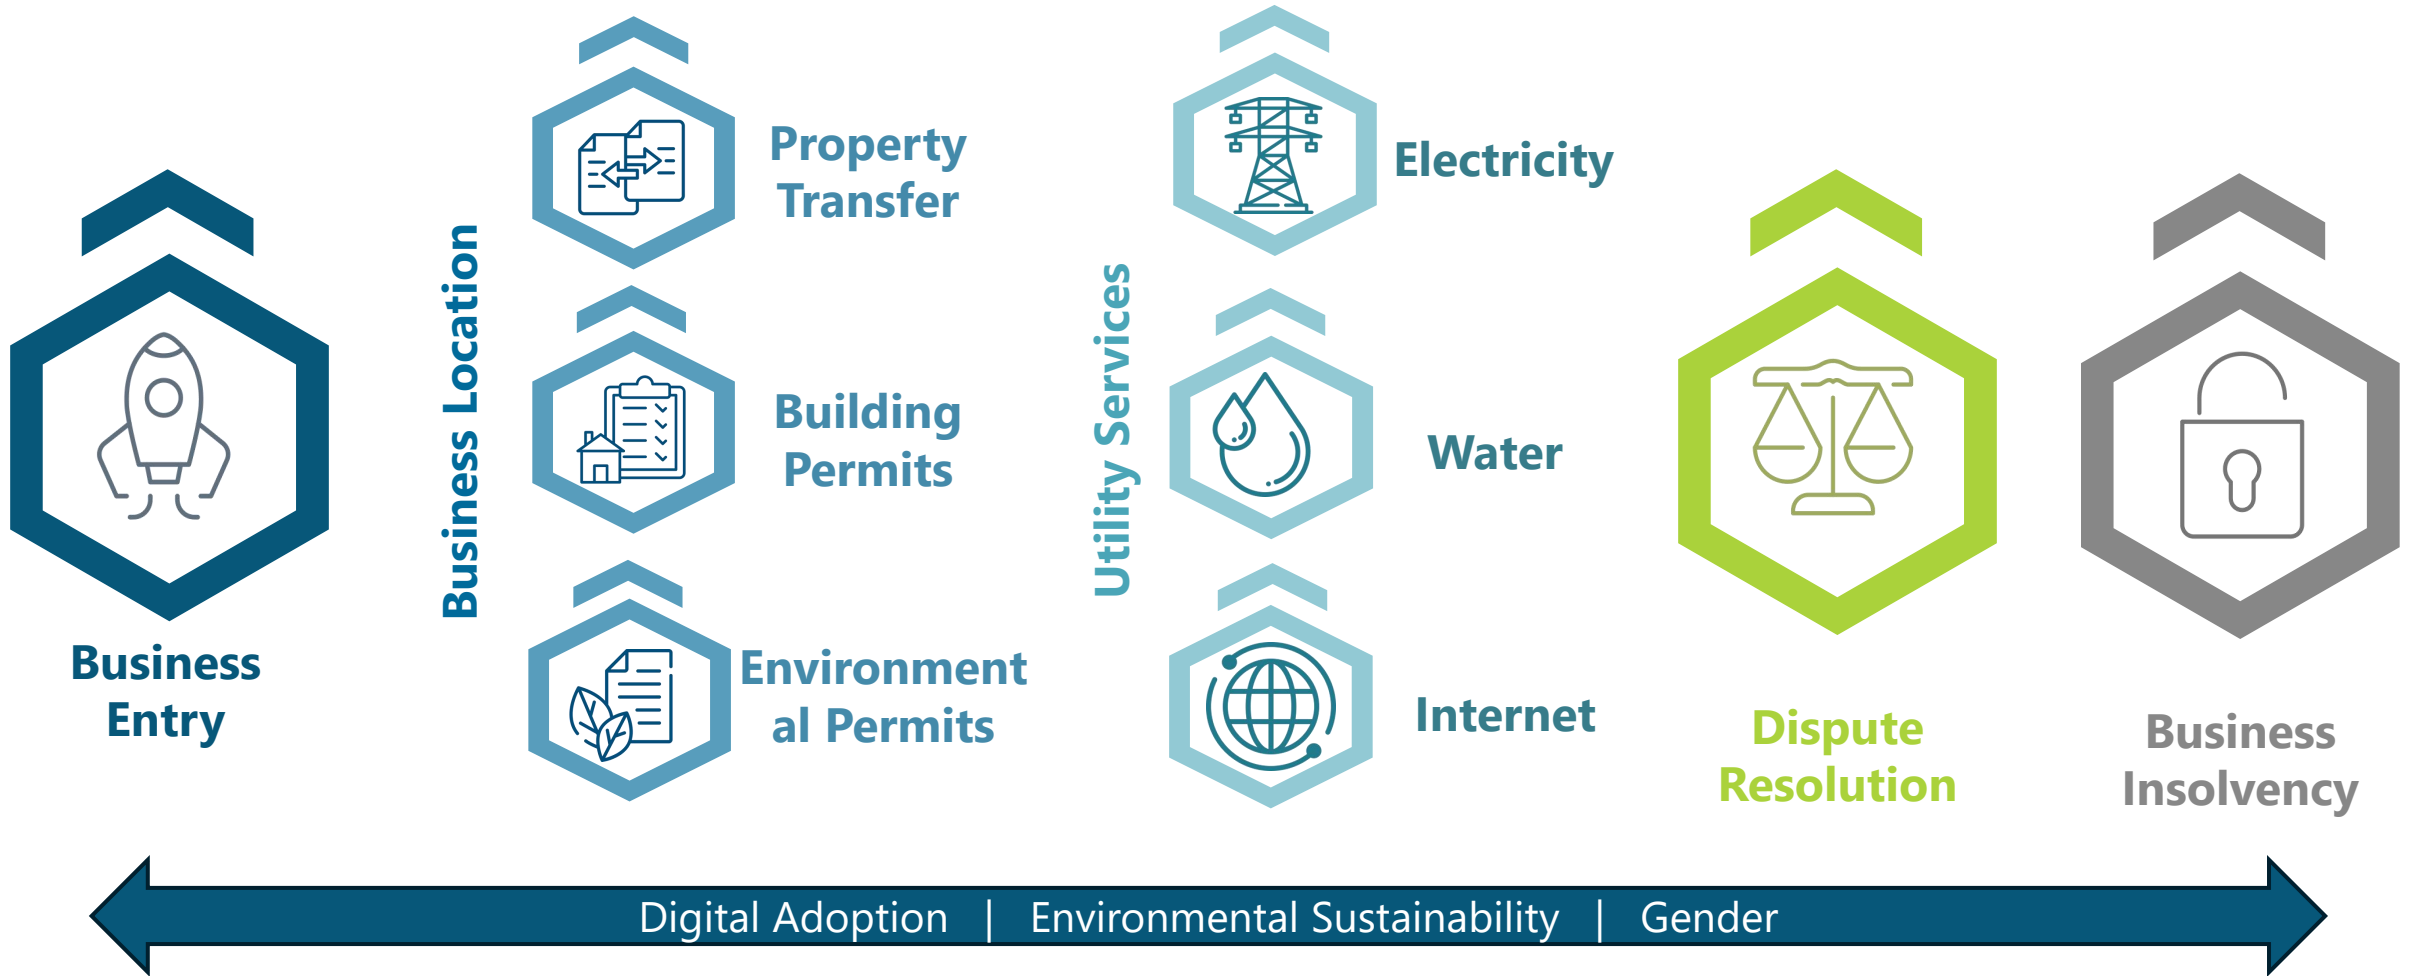 Business
Entry
Business Location
Property
Transfer
Building
Permits
Environment
al Permits
Utility Services
Electricity
Water
Internet
Dispute
Resolution
Business
Insolvency
Digital Adoption | Environmental Sustainability | Gender